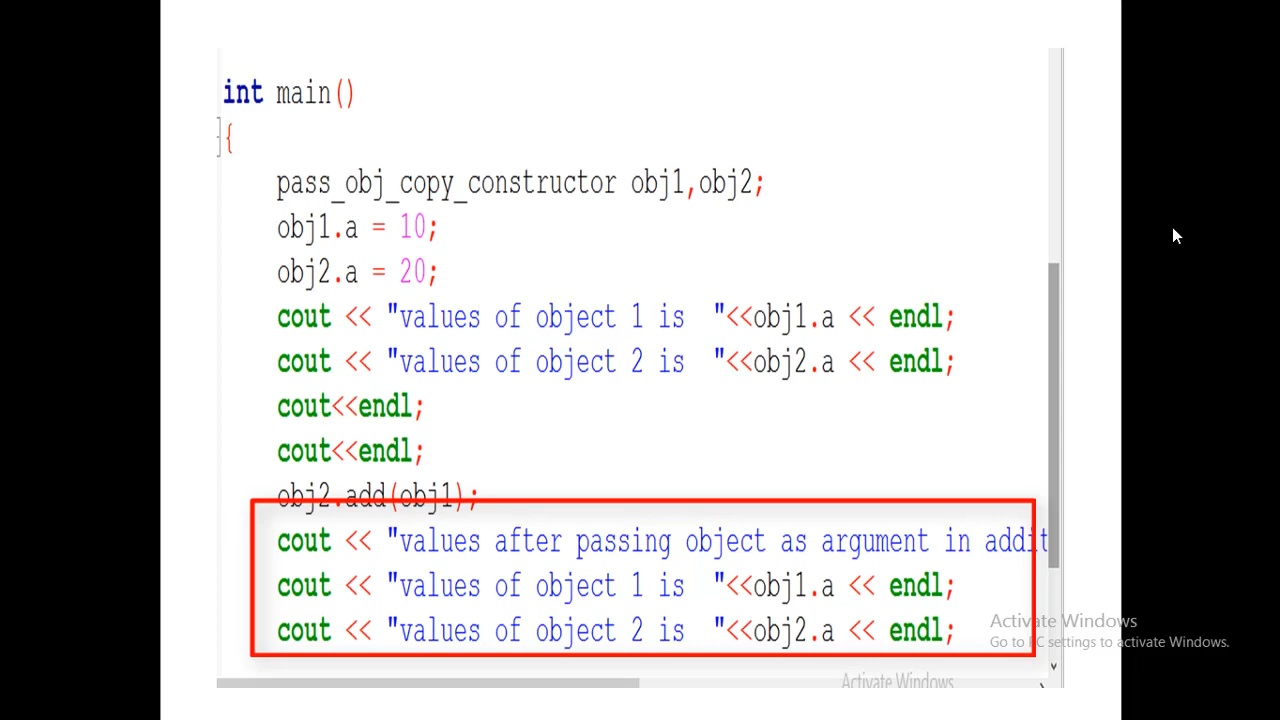 int main()
{
pass_obj_copy_constructor obj1,obj2;
obj1.a = 10;
obj2.a = 20;
cout << "values of object 1 is  "<<obj1.a << endl;
cout << "values of object 2 is  "<<obj2.a << endl;
cout<<endl;
cout<<endl;
obj2.add(obj1);
cout << "values after passing object as argument in addit
cout << "values of object 1 is  "<<obj1.a << endl;
cout << "values of object 2 is  "<<obj2.a << endl;
Activate Windows
Go to PC settings to activate Windows.
Activate Windows